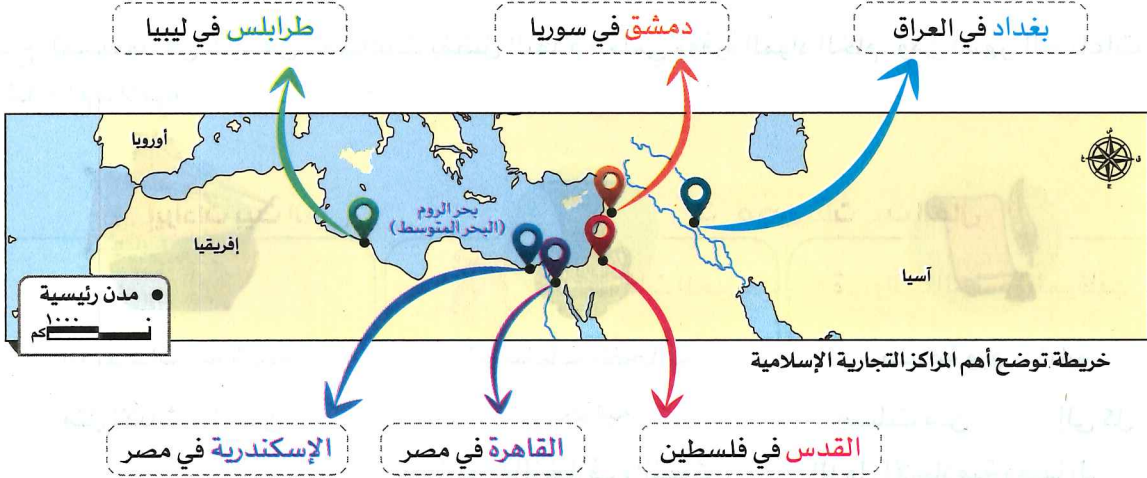 بغداد في العراق
دمشق في سوريا
طرابلس في ليبيا
أوروبا
بحر الروم
(البحر المتوسط)
إفريقيا
آسيا
مدن رئيسية
١٠٠٠
كم
خريطة توضح أهم المراكز التجارية الإسلامية
القدس في فلسطين
القاهرة في مصر
الإسكندرية في مصر